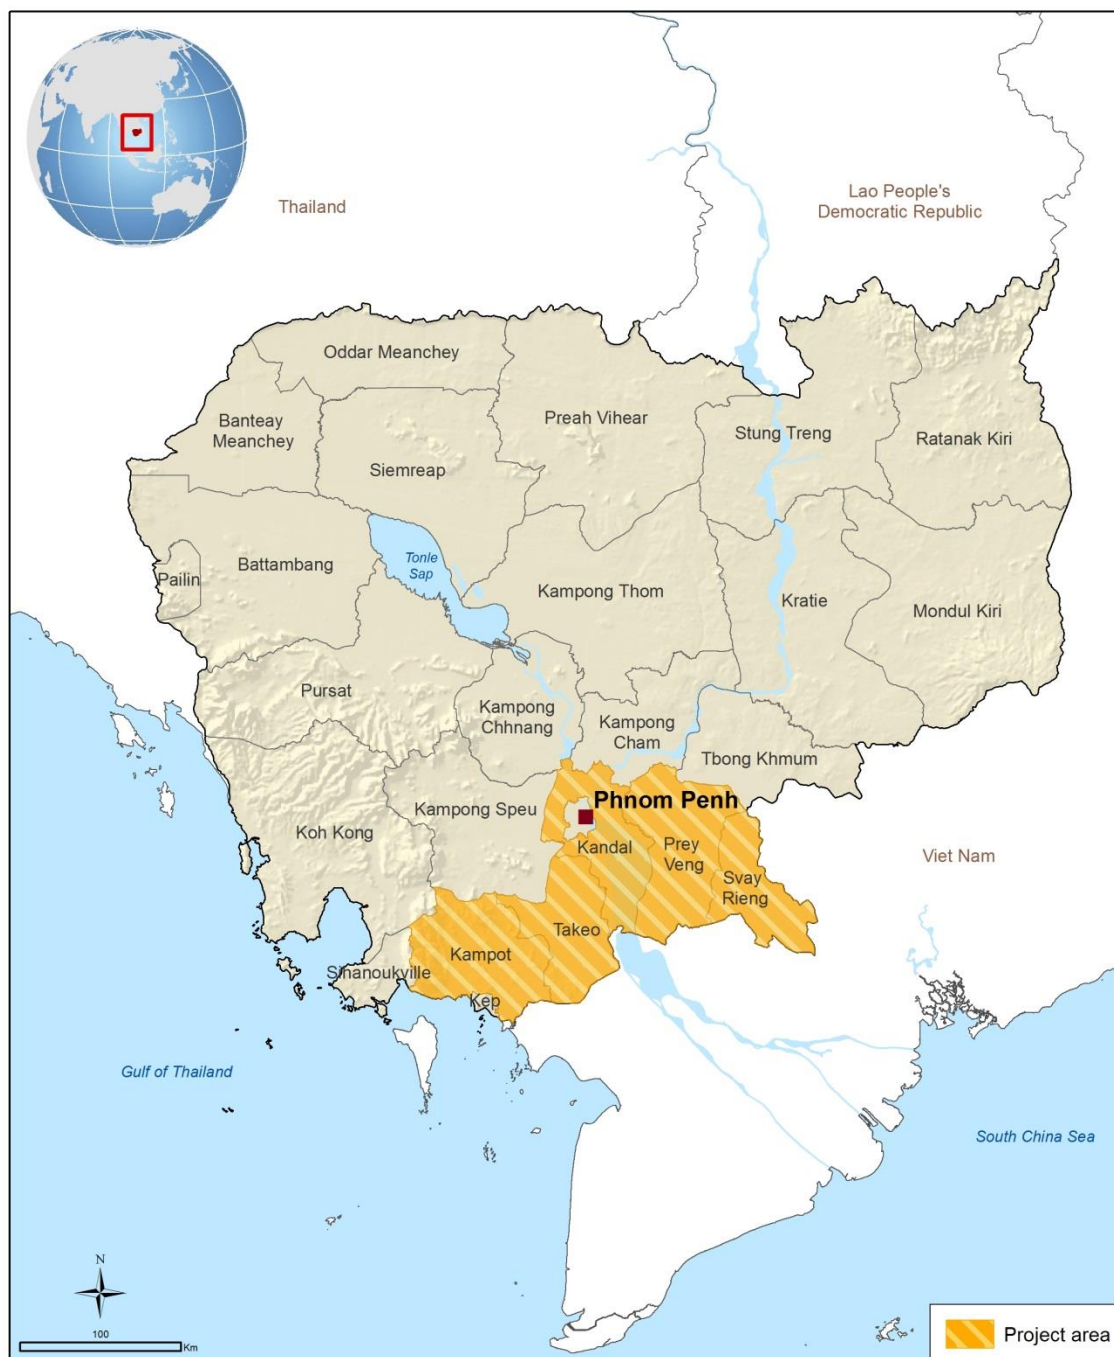 Thailand
Lao People's
Democratic Republic
Oddar Meanchey
Banteay
Meanchey
Siemreap
Preah Vihear
Stung Treng
Ratanak Kiri
Tonle
Sap
Battambang
Pailin
Kampong Thom
Kratie
Mondul Kiri
Pursat
Kampong
Chhnang
Kampong
Cham
Tbong Khmum
Kampong Speu
Phnom Penh
Koh Kong
Kandal
Prey
Veng
Svay
Rieng
Viet Nam
Takeo
Kampot
Sihanoukville
Kep
Gulf of Thailand
South China Sea
N
100
Km
Project area